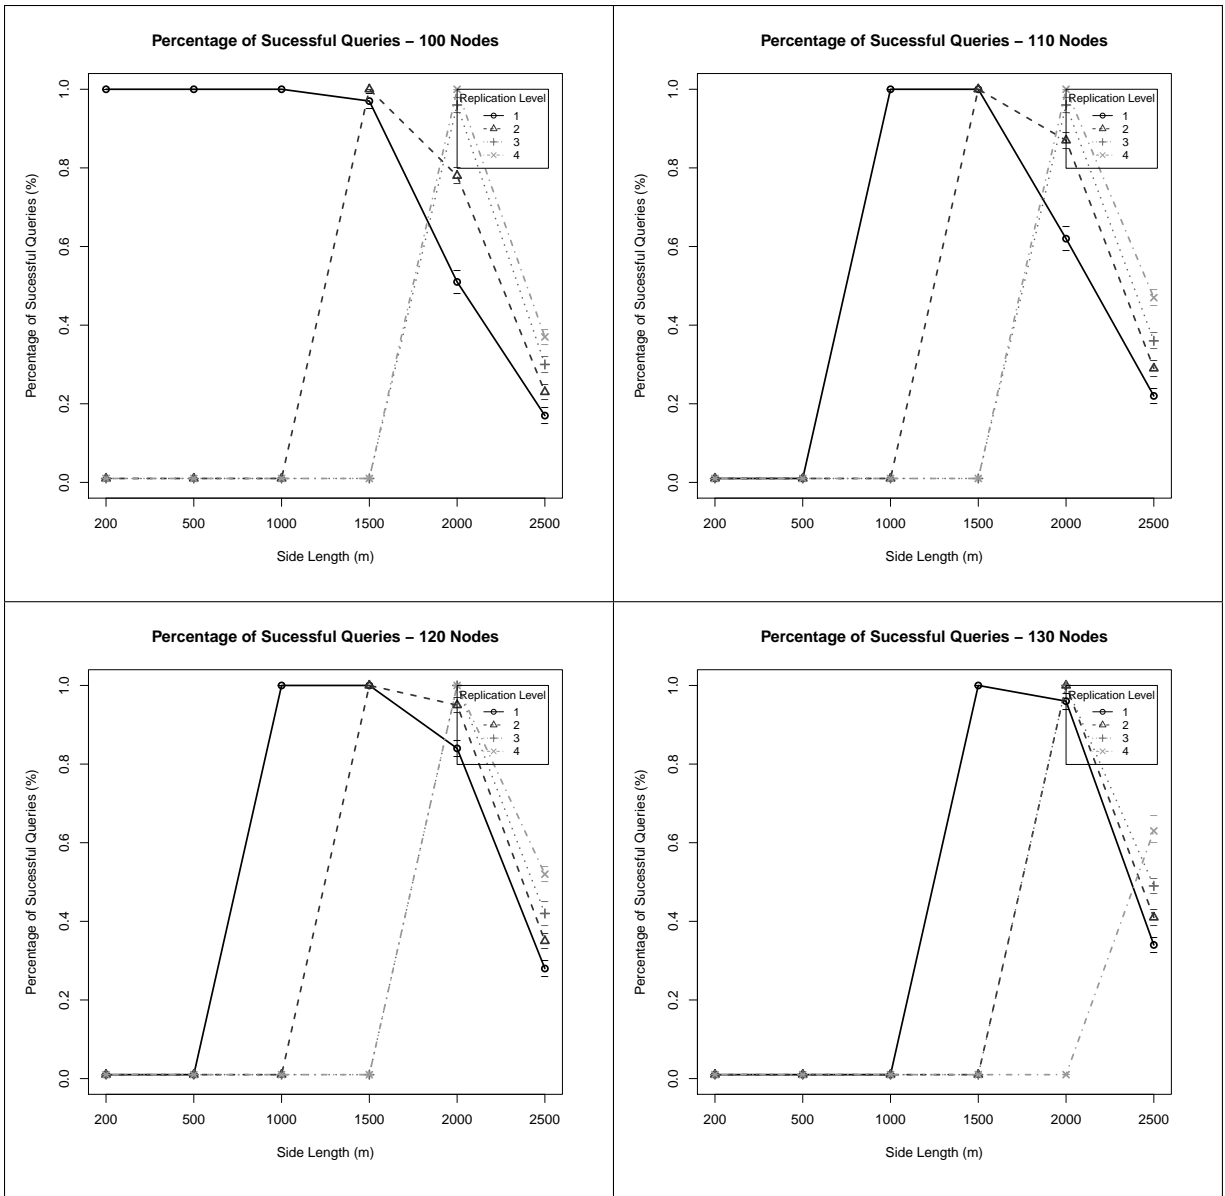 Percentage of Sucessful Queries – 100 Nodes
Percentage of Sucessful Queries (%)
1.0
0.8
0.6
0.4
0.2
0.0
Replication Level
1
2
3
4
200 500 1000 1500 2000 2500
Side Length (m)
Percentage of Sucessful Queries – 110 Nodes
Percentage of Sucessful Queries (%)
1.0
0.8
0.6
0.4
0.2
0.0
Replication Level
1
2
3
4
200 500 1000 1500 2000 2500
Side Length (m)
Percentage of Sucessful Queries – 120 Nodes
Percentage of Sucessful Queries (%)
1.0
0.8
0.6
0.4
0.2
0.0
Replication Level
1
2
3
4
200 500 1000 1500 2000 2500
Side Length (m)
Percentage of Sucessful Queries – 130 Nodes
Percentage of Sucessful Queries (%)
1.0
0.8
0.6
0.4
0.2
0.0
Replication Level
1
2
3
4
200 500 1000 1500 2000 2500
Side Length (m)